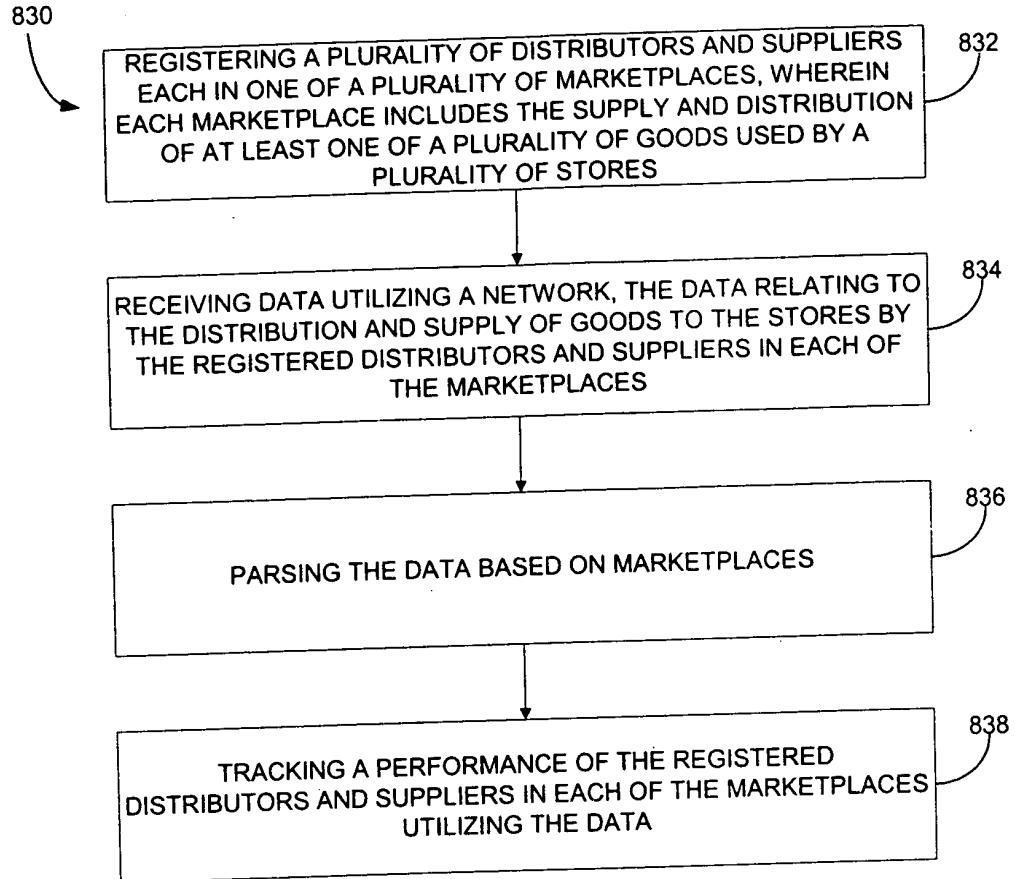 830
REGISTERING A PLURALITY OF DISTRIBUTORS AND SUPPLIERS
EACH IN ONE OF A PLURALITY OF MARKETPLACES, WHEREIN
EACH MARKETPLACE INCLUDES THE SUPPLY AND DISTRIBUTION
OF AT LEAST ONE OF A PLURALITY OF GOODS USED BY A
PLURALITY OF STORES
832
RECEIVING DATA UTILIZING A NETWORK, THE DATA RELATING TO
THE DISTRIBUTION AND SUPPLY OF GOODS TO THE STORES BY
THE REGISTERED DISTRIBUTORS AND SUPPLIERS IN EACH OF
THE MARKETPLACES
834
PARSING THE DATA BASED ON MARKETPLACES
836
TRACKING A PERFORMANCE OF THE REGISTERED
DISTRIBUTORS AND SUPPLIERS IN EACH OF THE MARKETPLACES
UTILIZING THE DATA
838